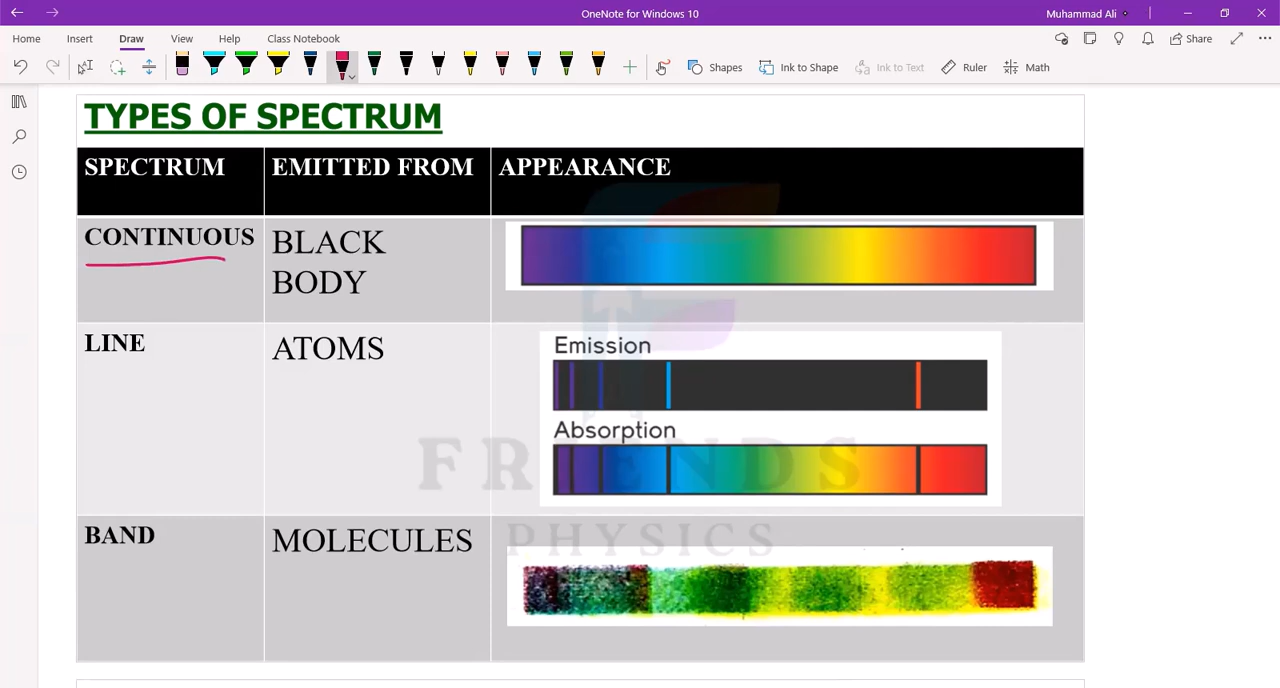 OneNote for Windows 10
Muhammad Ali
Home Insert Draw View Help Class Notebook
Share
Shapes Ink to Shape Ink to Text Ruler Math
TYPES OF SPECTRUM
SPECTRUM EMITTED FROM APPEARANCE
CONTINUOUS BLACK
BODY
LINE ATOMS
Emission
Absorption
FRIENDS
BAND MOLECULES
PHYSICS